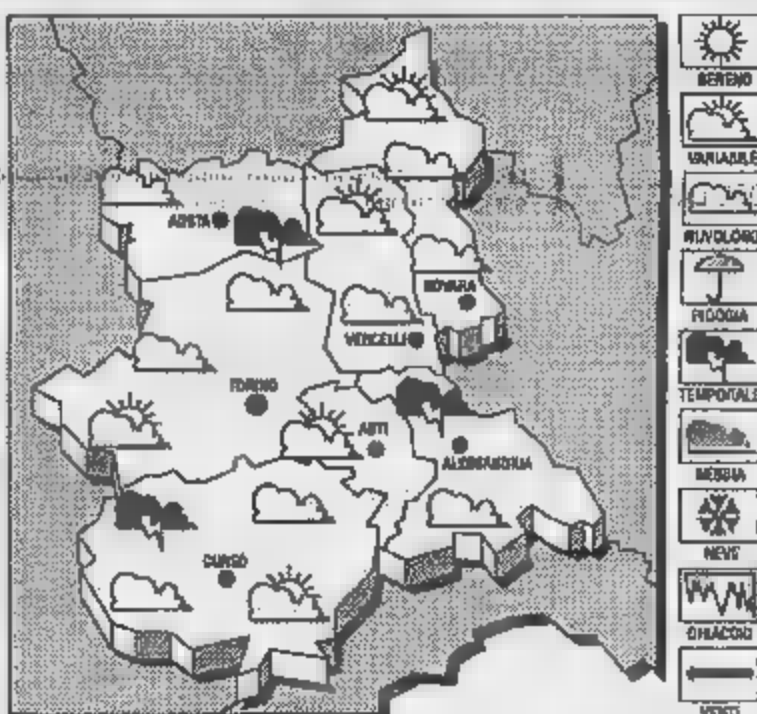 AOSTA
NOVARA
VERCELLI
TORINO
ASTI
ALESSANDRIA
CUNEO
SERENO
VARIABILE
NUVOLOSO
PIOGGIA
TEMPORALE
NEBBIA
NEVE
GHIACCIO
VENTI